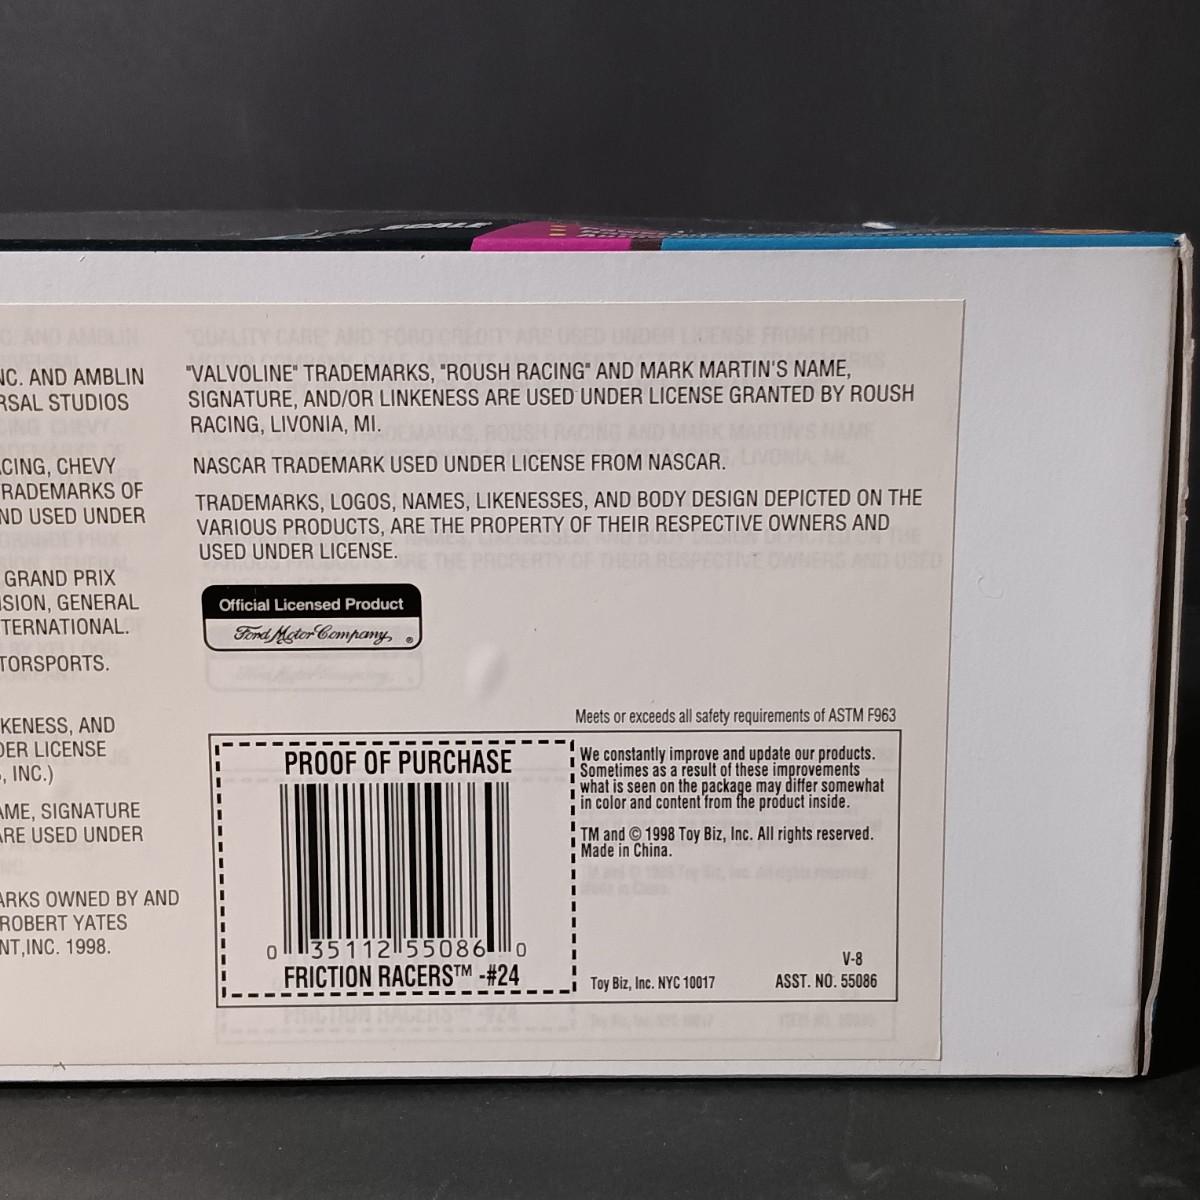 SCALE
NC. AND AMBLIN
RSAL STUDIOS
CING, CHEVY
RADEMARKS OF
ND USED UNDER
GRAND PRIX
ISION, GENERAL
TERNATIONAL.
TORSPORTS.
KENESS, AND
DER LICENSE
, INC.)
AME, SIGNATURE
ARE USED UNDER
ARKS OWNED BY AND
ROBERT YATES
NT,INC. 1998.
"VALVOLINE" TRADEMARKS, "ROUSH RACING" AND MARK MARTIN'S NAME,
SIGNATURE, AND/OR LINKENESS ARE USED UNDER LICENSE GRANTED BY ROUSH
RACING, LIVONIA, MI.
NASCAR TRADEMARK USED UNDER LICENSE FROM NASCAR.
TRADEMARKS, LOGOS, NAMES, LIKENESSES, AND BODY DESIGN DEPICTED ON THE
VARIOUS PRODUCTS, ARE THE PROPERTY OF THEIR RESPECTIVE OWNERS AND
USED UNDER LICENSE.
Official Licensed Product
Ford Motor Company ®
Meets or exceeds all safety requirements of ASTM F963
PROOF OF PURCHASE
0 35112 55086 0
FRICTION RACERS™ -#24
We constantly improve and update our products.
Sometimes as a result of these improvements
what is seen on the package may differ somewhat
in color and content from the product inside.
TM and © 1998 Toy Biz, Inc. All rights reserved.
Made in China.
V-8
Toy Biz, Inc. NYC 10017 ASST. NO. 55086